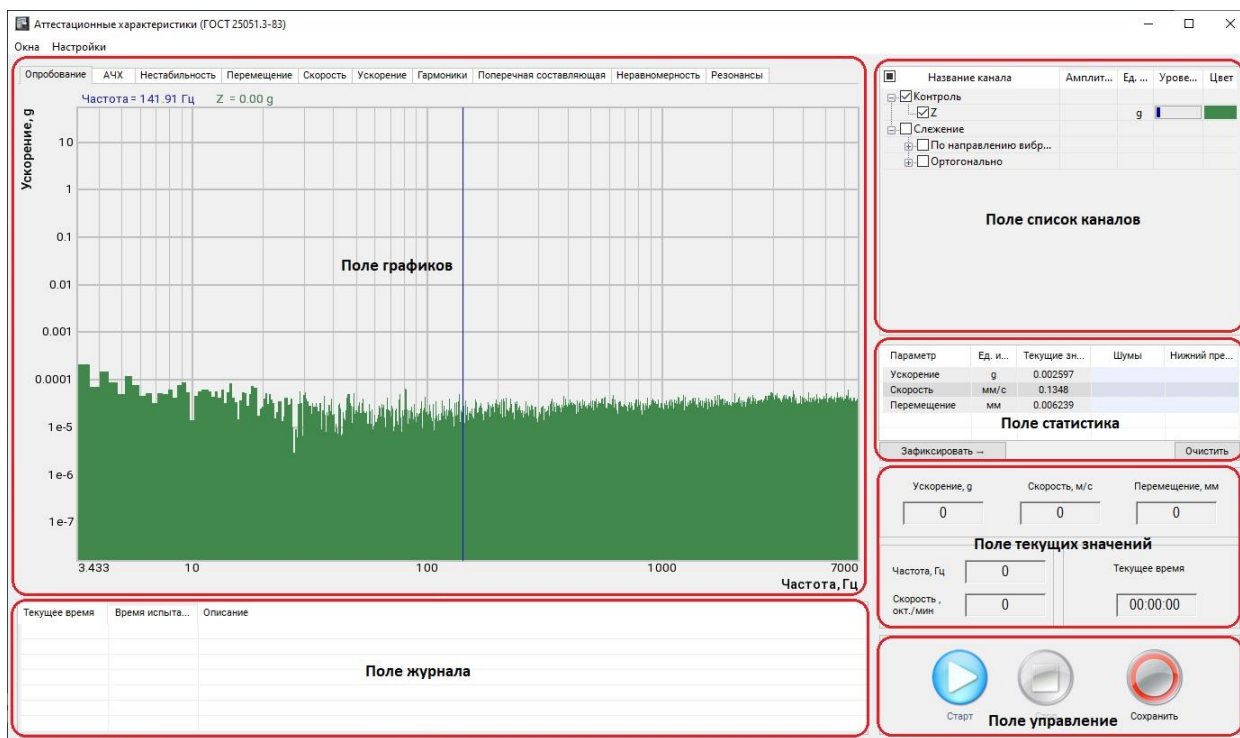 Аттестационные характеристики (ГОСТ 25051.3-83)
Окна Настройки
Опробование АЧХ Нестабильность Перемещение Скорость Ускорение Гармоники Поперечная составляющая Неравномерность Резонансы
Частота = 141.91 Гц Z = 0.00 g
Ускорение, g
10
1
0.1
0.01
0.001
0.0001
1e-5
1e-6
1e-7
Поле графиков
3.433 10 100 1000 7000
Частота, Гц
Название канала Амплит... Ед. ... Урове... Цвет
Контроль
Z g
Слежение
По направлению вибр...
Ортогонально
Поле список каналов
Параметр Ед. и... Текущие зн... Шумы Нижний пре...
Ускорение g 0.002597
Скорость мм/с 0.1348
Перемещение мм 0.006239
Поле статистика
Зафиксировать → Очистить
Ускорение, g Скорость, м/с Перемещение, мм
0 0 0
Поле текущих значений
Частота, Гц 0 Текущее время
Скорость , окт./мин 0 00:00:00
Текущее время Время испыта... Описание
Поле журнала
Старт Сохранить
Поле управление